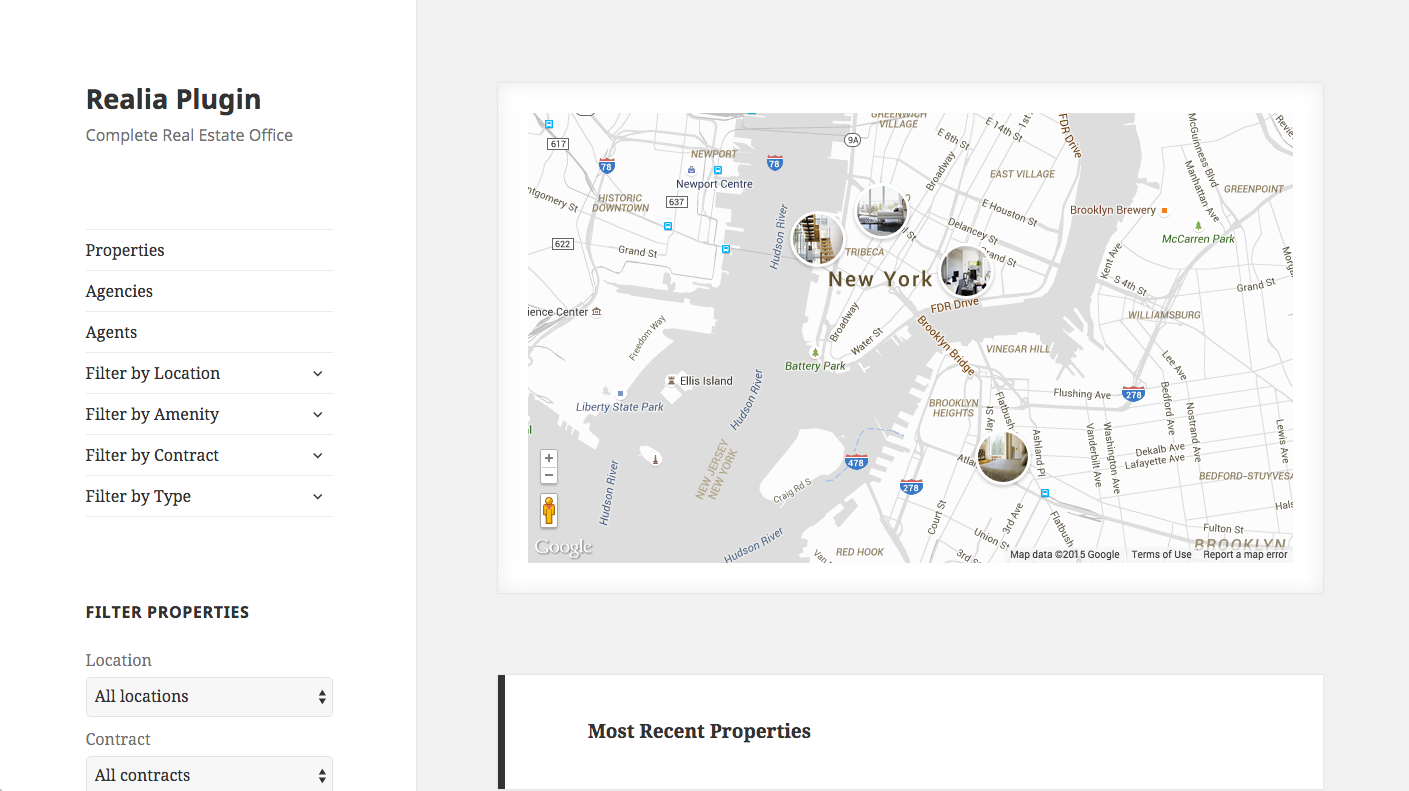 Realia Plugin
Complete Real Estate Office
Properties
Agencies
Agents
Filter by Location
Filter by Amenity
Filter by Contract
Filter by Type
FILTER PROPERTIES
Location
All locations
Contract
All contracts
617
78
NEWPORT
Newport Centre
78
9A
GREENWICH
VILLAGE
E 8th St
E 14th St
1st
FDR Drive
Broadway
EAST VILLAGE
McGuinness Blvd
Manhattan Ave
GREENPOINT
ntgomery St
HISTORIC
DOWNTOWN
637
Hudson River
E Houston St
Brooklyn Brewery
McCarren Park
622
Grand St
TRIBECA
Delancey St
Grand St
Kent Ave
S 4th St
Grand St
New York
FDR Drive
WILLIAMSBURG
ience Center
Freedom Way
Broadway
Water St
Brooklyn Bridge
VINEGAR HILL
Battery Park
Lee Ave
Ellis Island
Hudson River
Liberty State Park
Flushing Ave
278
Bedford Ave
Nostrand Ave
BROOKLYN
HEIGHTS
Jay St
Flatbush
Ashland Pl
Vanderbilt Ave
Washington Ave
Lewis Ave
Dekalb Ave
Lafayette Ave
NEW JERSEY
NEW YORK
478
Atla
278
BEDFORD-STUYVESA
Hudson River
Craig Rd S
Court St
3rd Ave
Flatbush
Fulton St
Hals
Union St
Hudson River
RED HOOK
3rd S
BROOKLYN
Google
Map data ©2015 Google
Terms of Use
Report a map error
Most Recent Properties